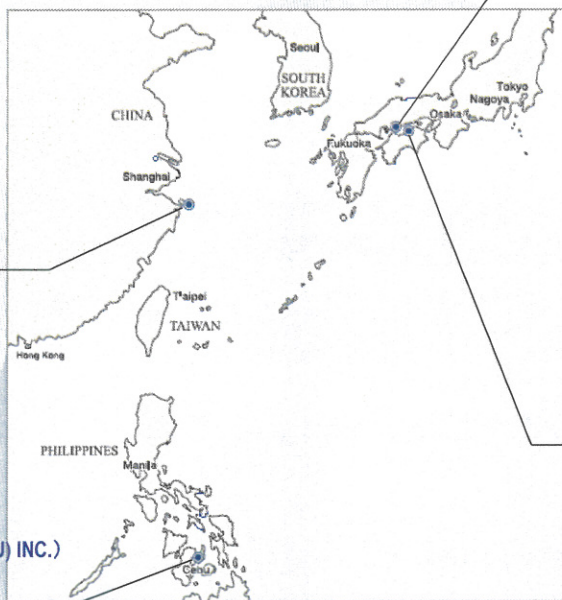 Seoul
SOUTH
KOREA
Tokyo
Nagoya
CHINA
Osaka
Fukuoka
Shanghai
Taipei
TAIWAN
Hong Kong
PHILIPPINES
Manila
U) INC.)
Cebu